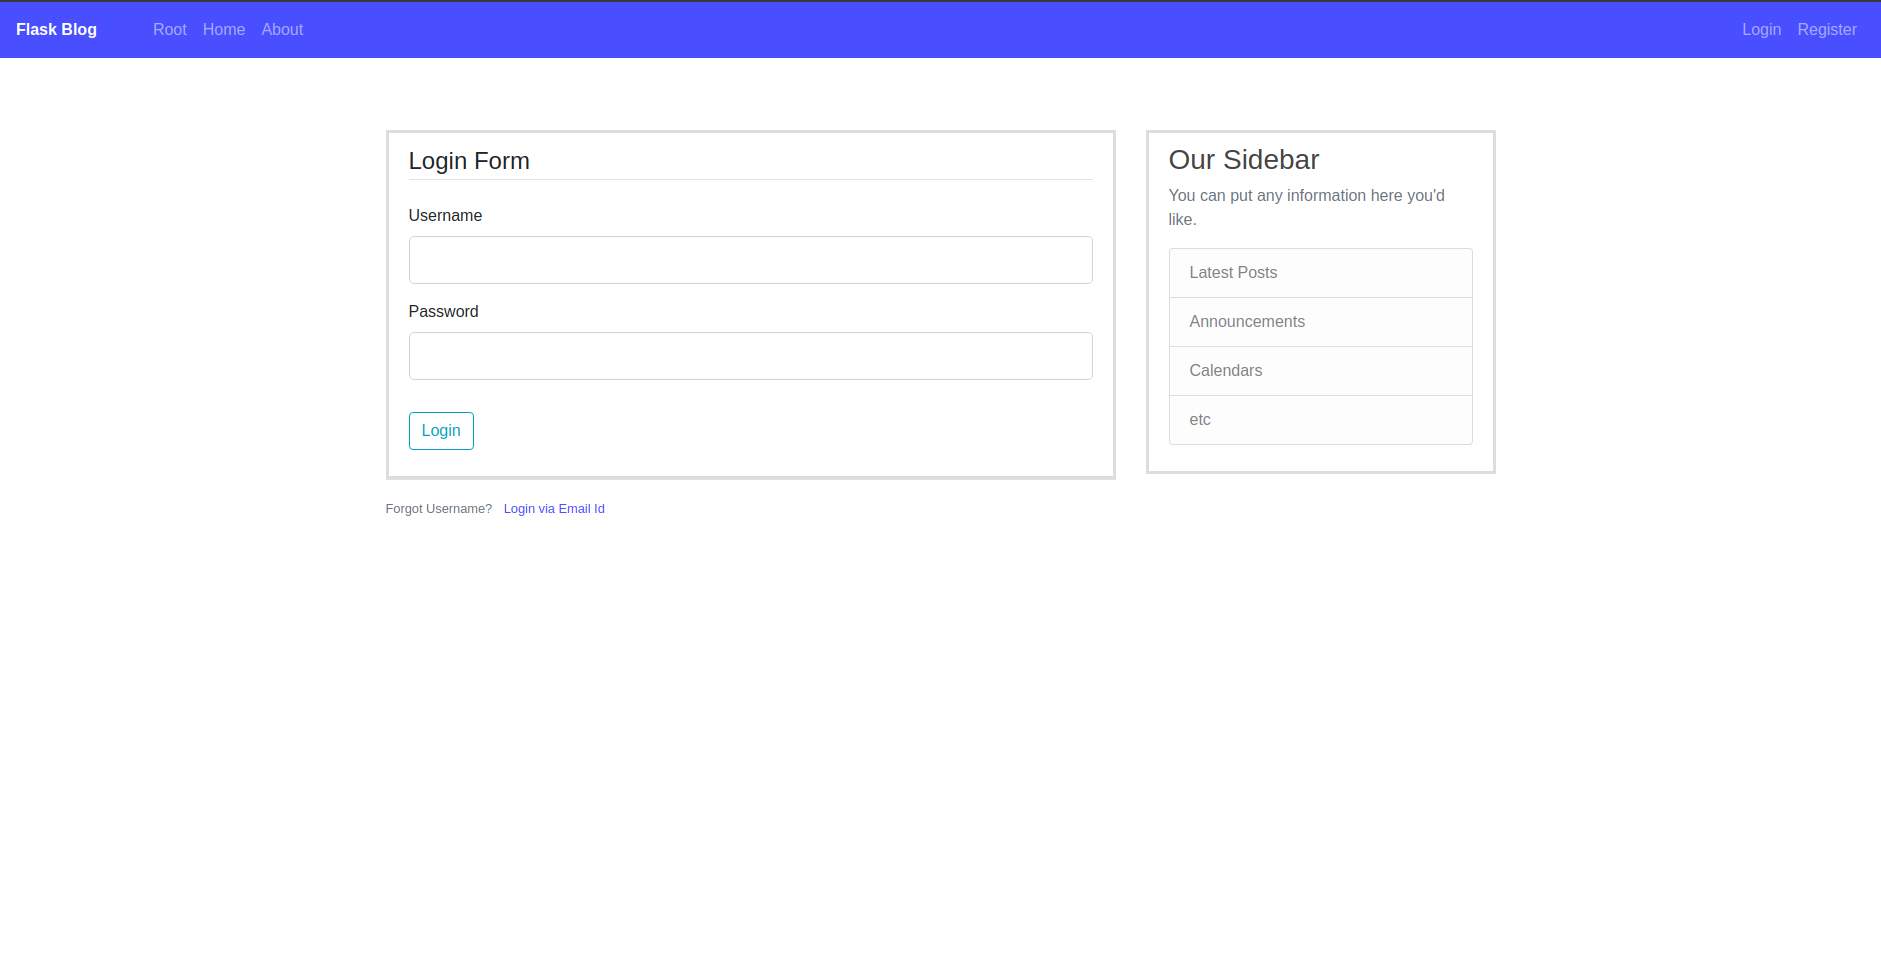 Flask Blog Root Home About Login Register
Login Form
Username
Password
Login
Forgot Username? Login via Email Id
Our Sidebar
You can put any information here you'd
like.
Latest Posts
Announcements
Calendars
etc